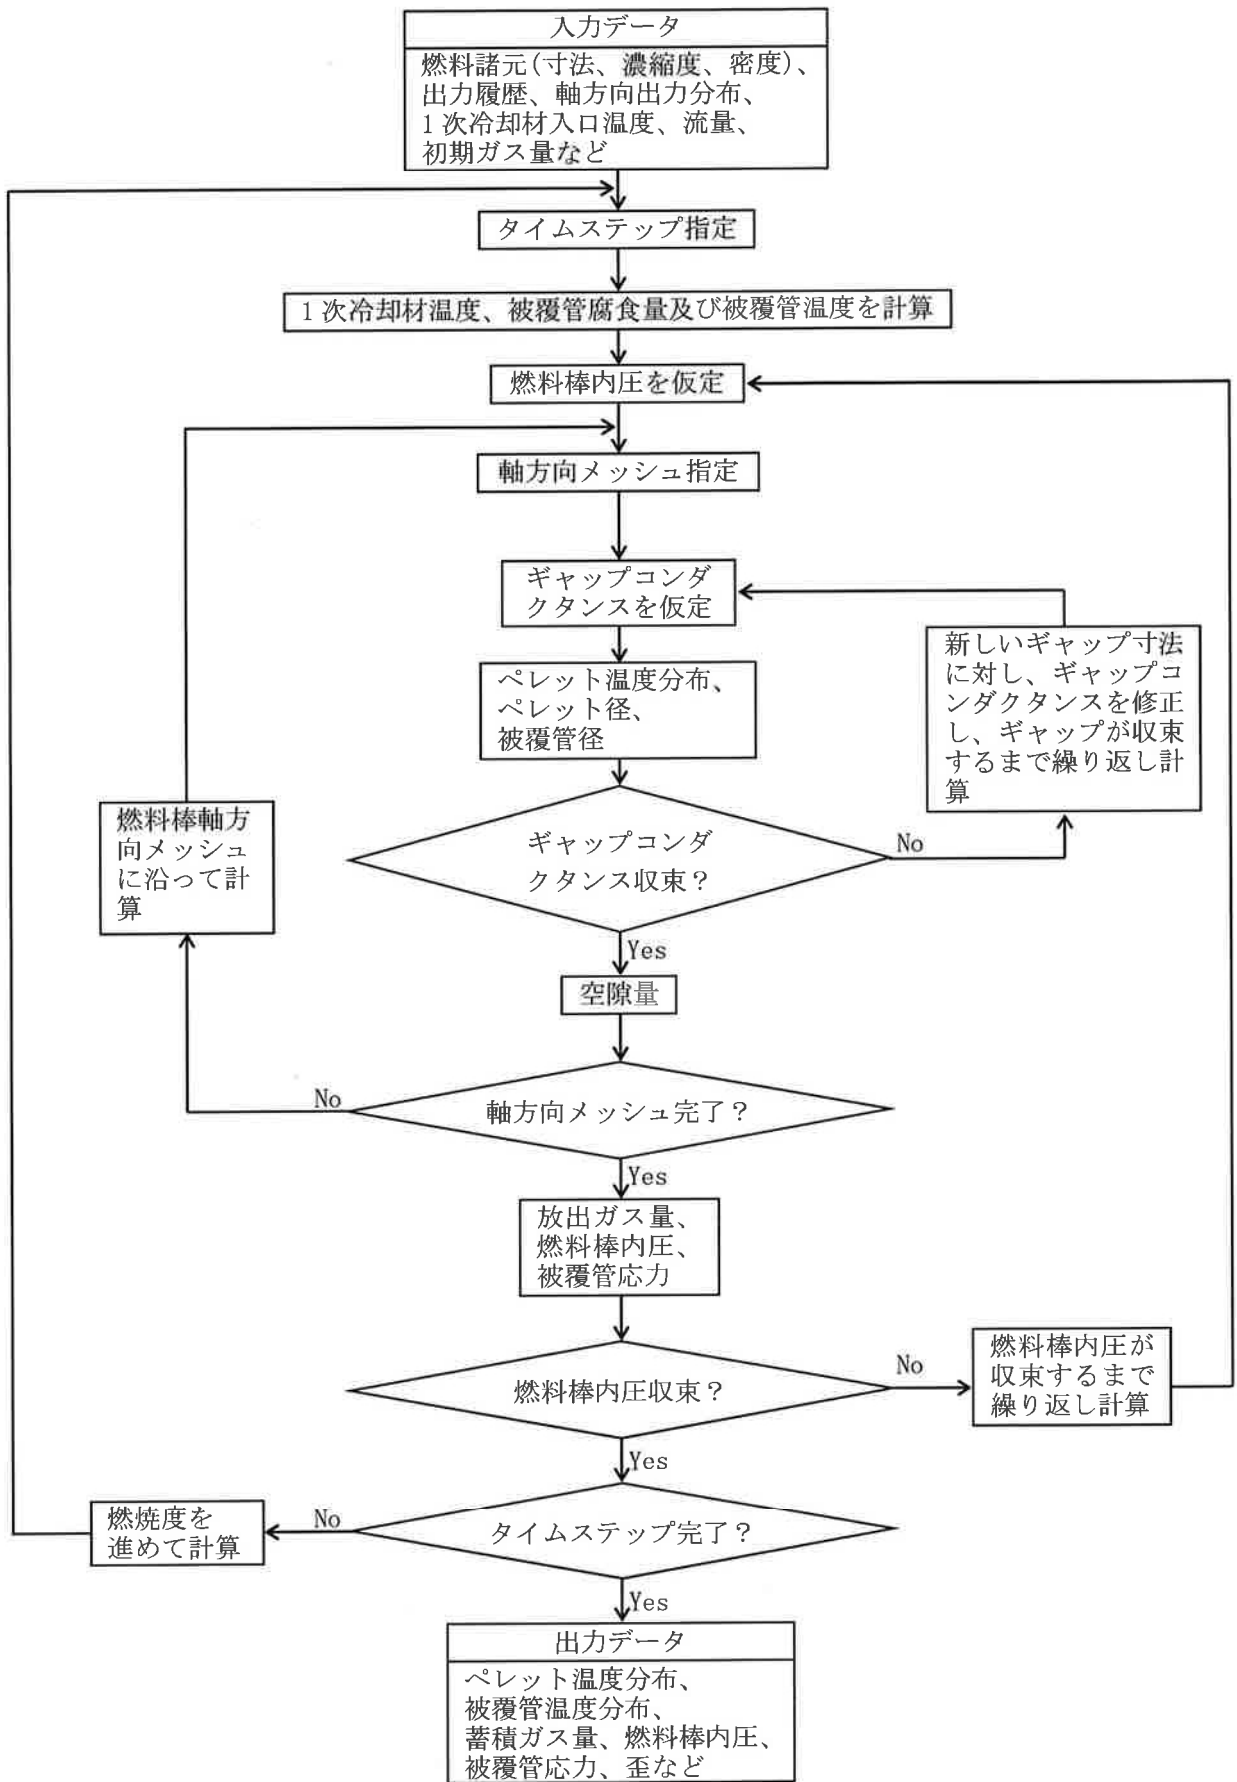 入力データ
燃料諸元(寸法、濃縮度、密度)、
出力履歴、軸方向出力分布、
1次冷却材入口温度、流量、
初期ガス量など
タイムステップ指定
1次冷却材温度、被覆管腐食量及び被覆管温度を計算
燃料棒内圧を仮定
軸方向メッシュ指定
ギャップコンダ
クタンスを仮定
新しいギャップ寸法
に対し、ギャップコ
ンダクタンスを修正
し、ギャップが収束
するまで繰り返し計
算
ペレット温度分布、
ペレット径、
被覆管径
燃料棒軸方
向メッシュ
に沿って計
算
ギャップコンダ
クタンス収束？
No
Yes
空隙量
No
軸方向メッシュ完了？
Yes
放出ガス量、
燃料棒内圧、
被覆管応力
燃料棒内圧収束？
No
燃料棒内圧が
収束するまで
繰り返し計算
Yes
燃焼度を
進めて計算
No
タイムステップ完了？
Yes
出力データ
ペレット温度分布、
被覆管温度分布、
蓄積ガス量、燃料棒内圧、
被覆管応力、歪など